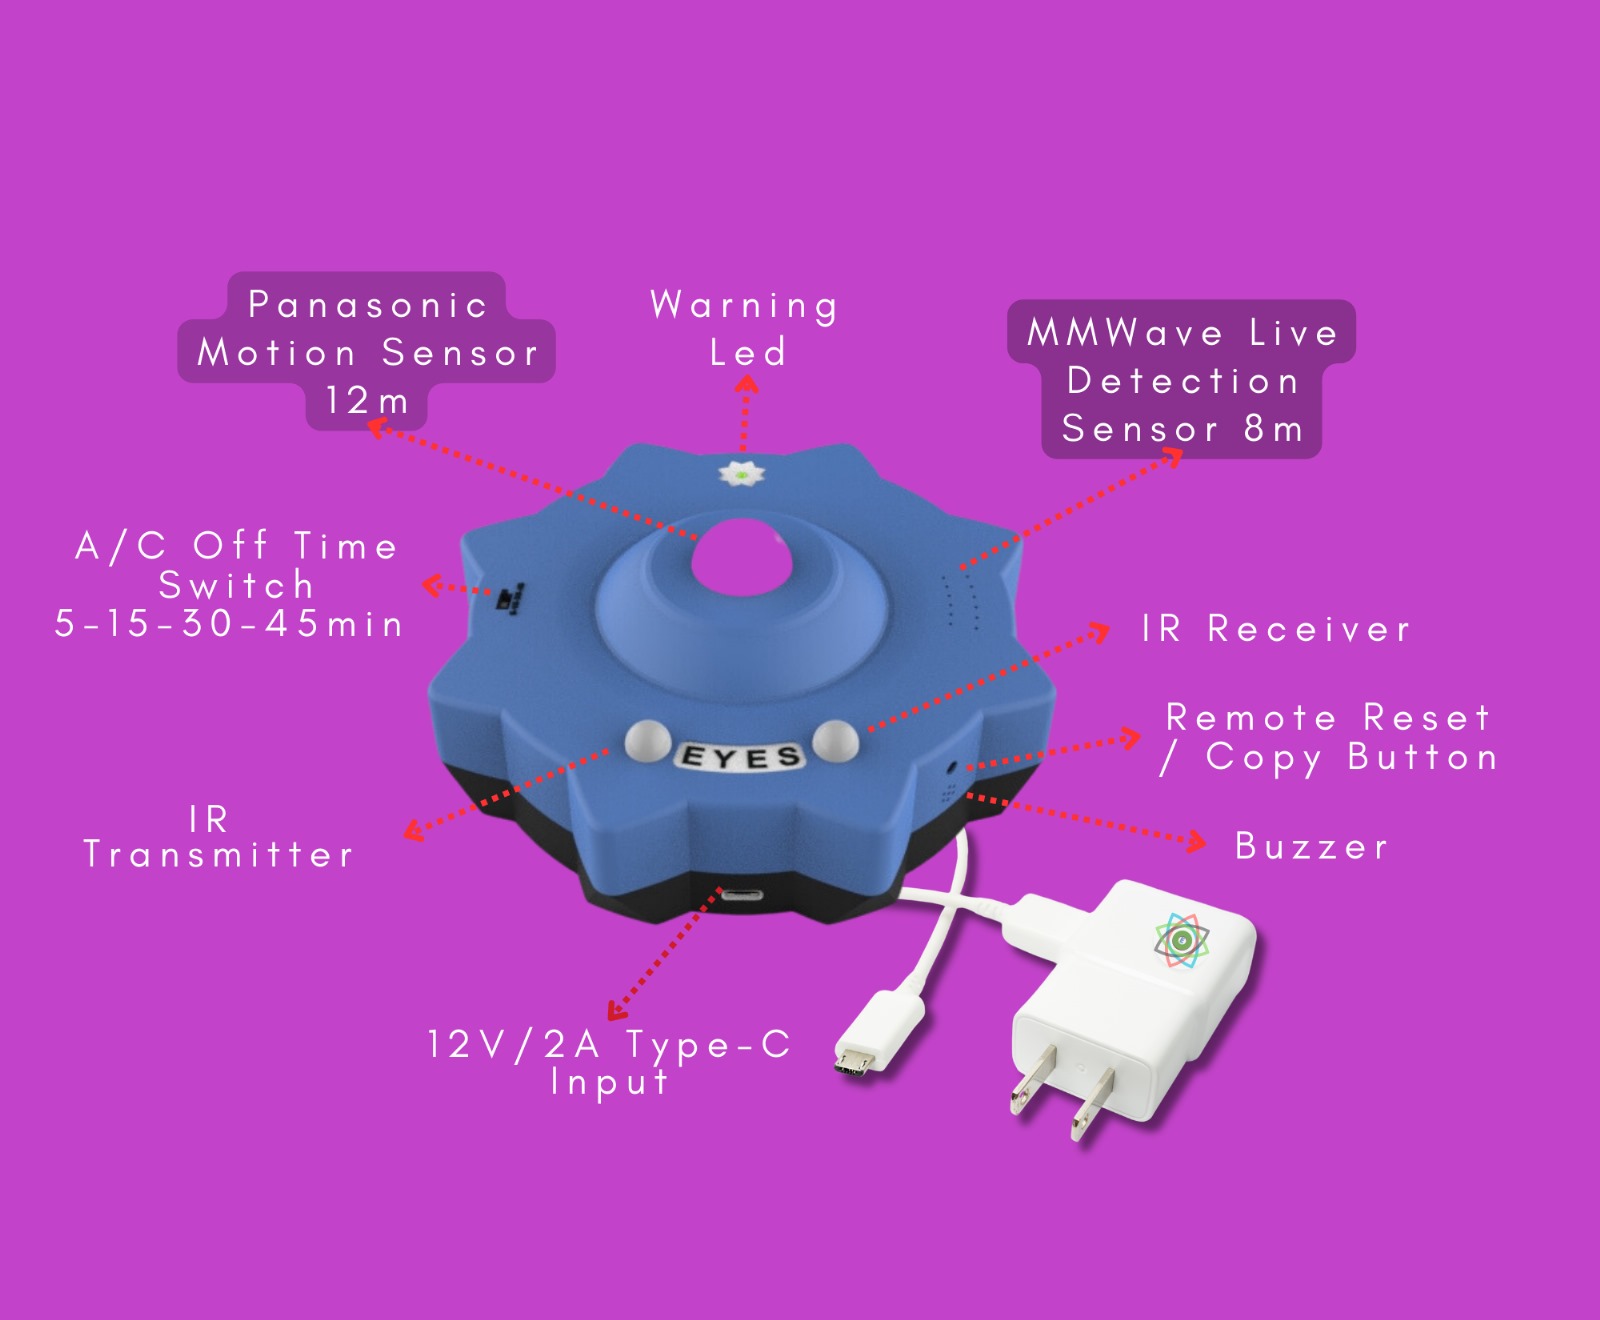 Panasonic
Motion Sensor
12m
Warning
Led
MMWave Live
Detection
Sensor 8m
A/C Off Time
Switch
5-15-30-45min
IR Receiver
Remote Reset
/ Copy Button
EYES
IR
Transmitter
Buzzer
12V/2A Type-C
Input